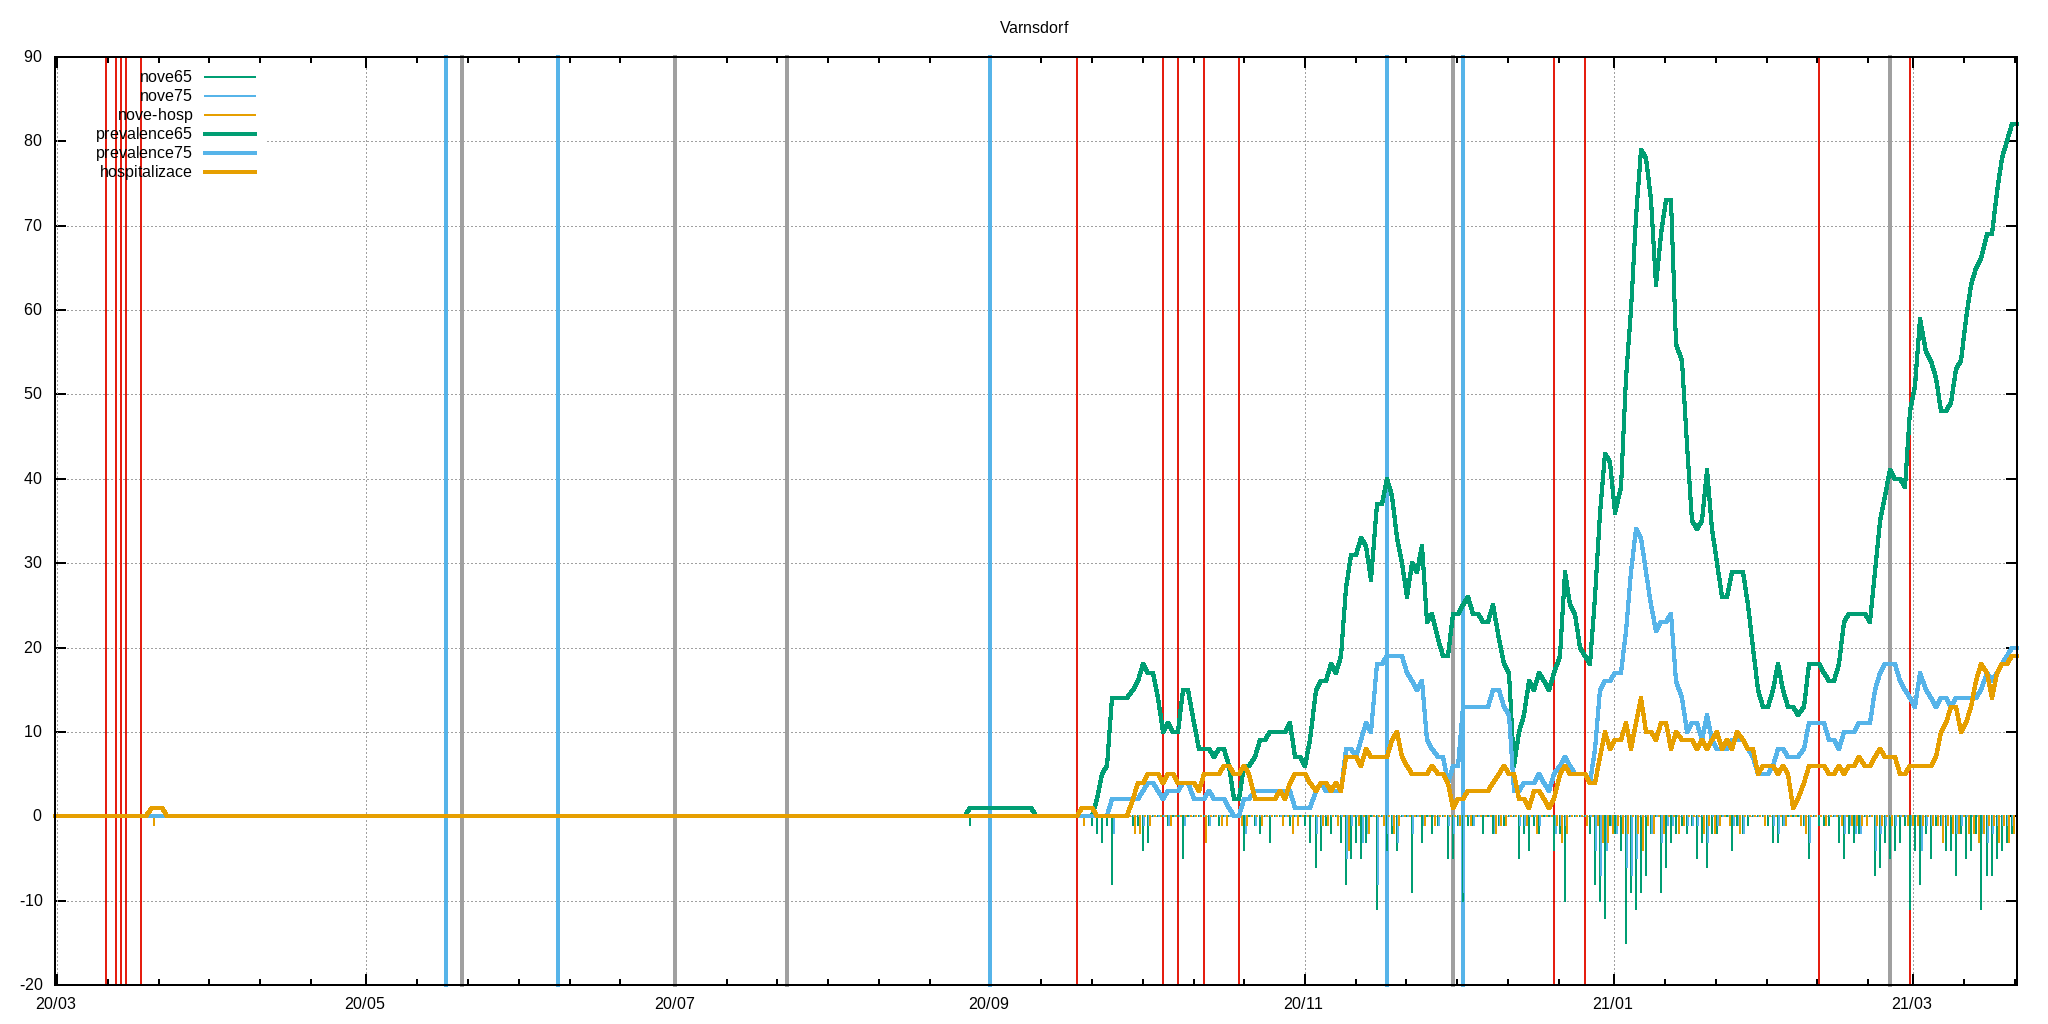 Varnsdorf
90
80
70
60
50
40
30
20
10
0
-10
-20
nove65
nove75
nove-hosp
prevalence65
prevalence75
hospitalizace
20/03 20/05 20/07 20/09 20/11 21/01 21/03